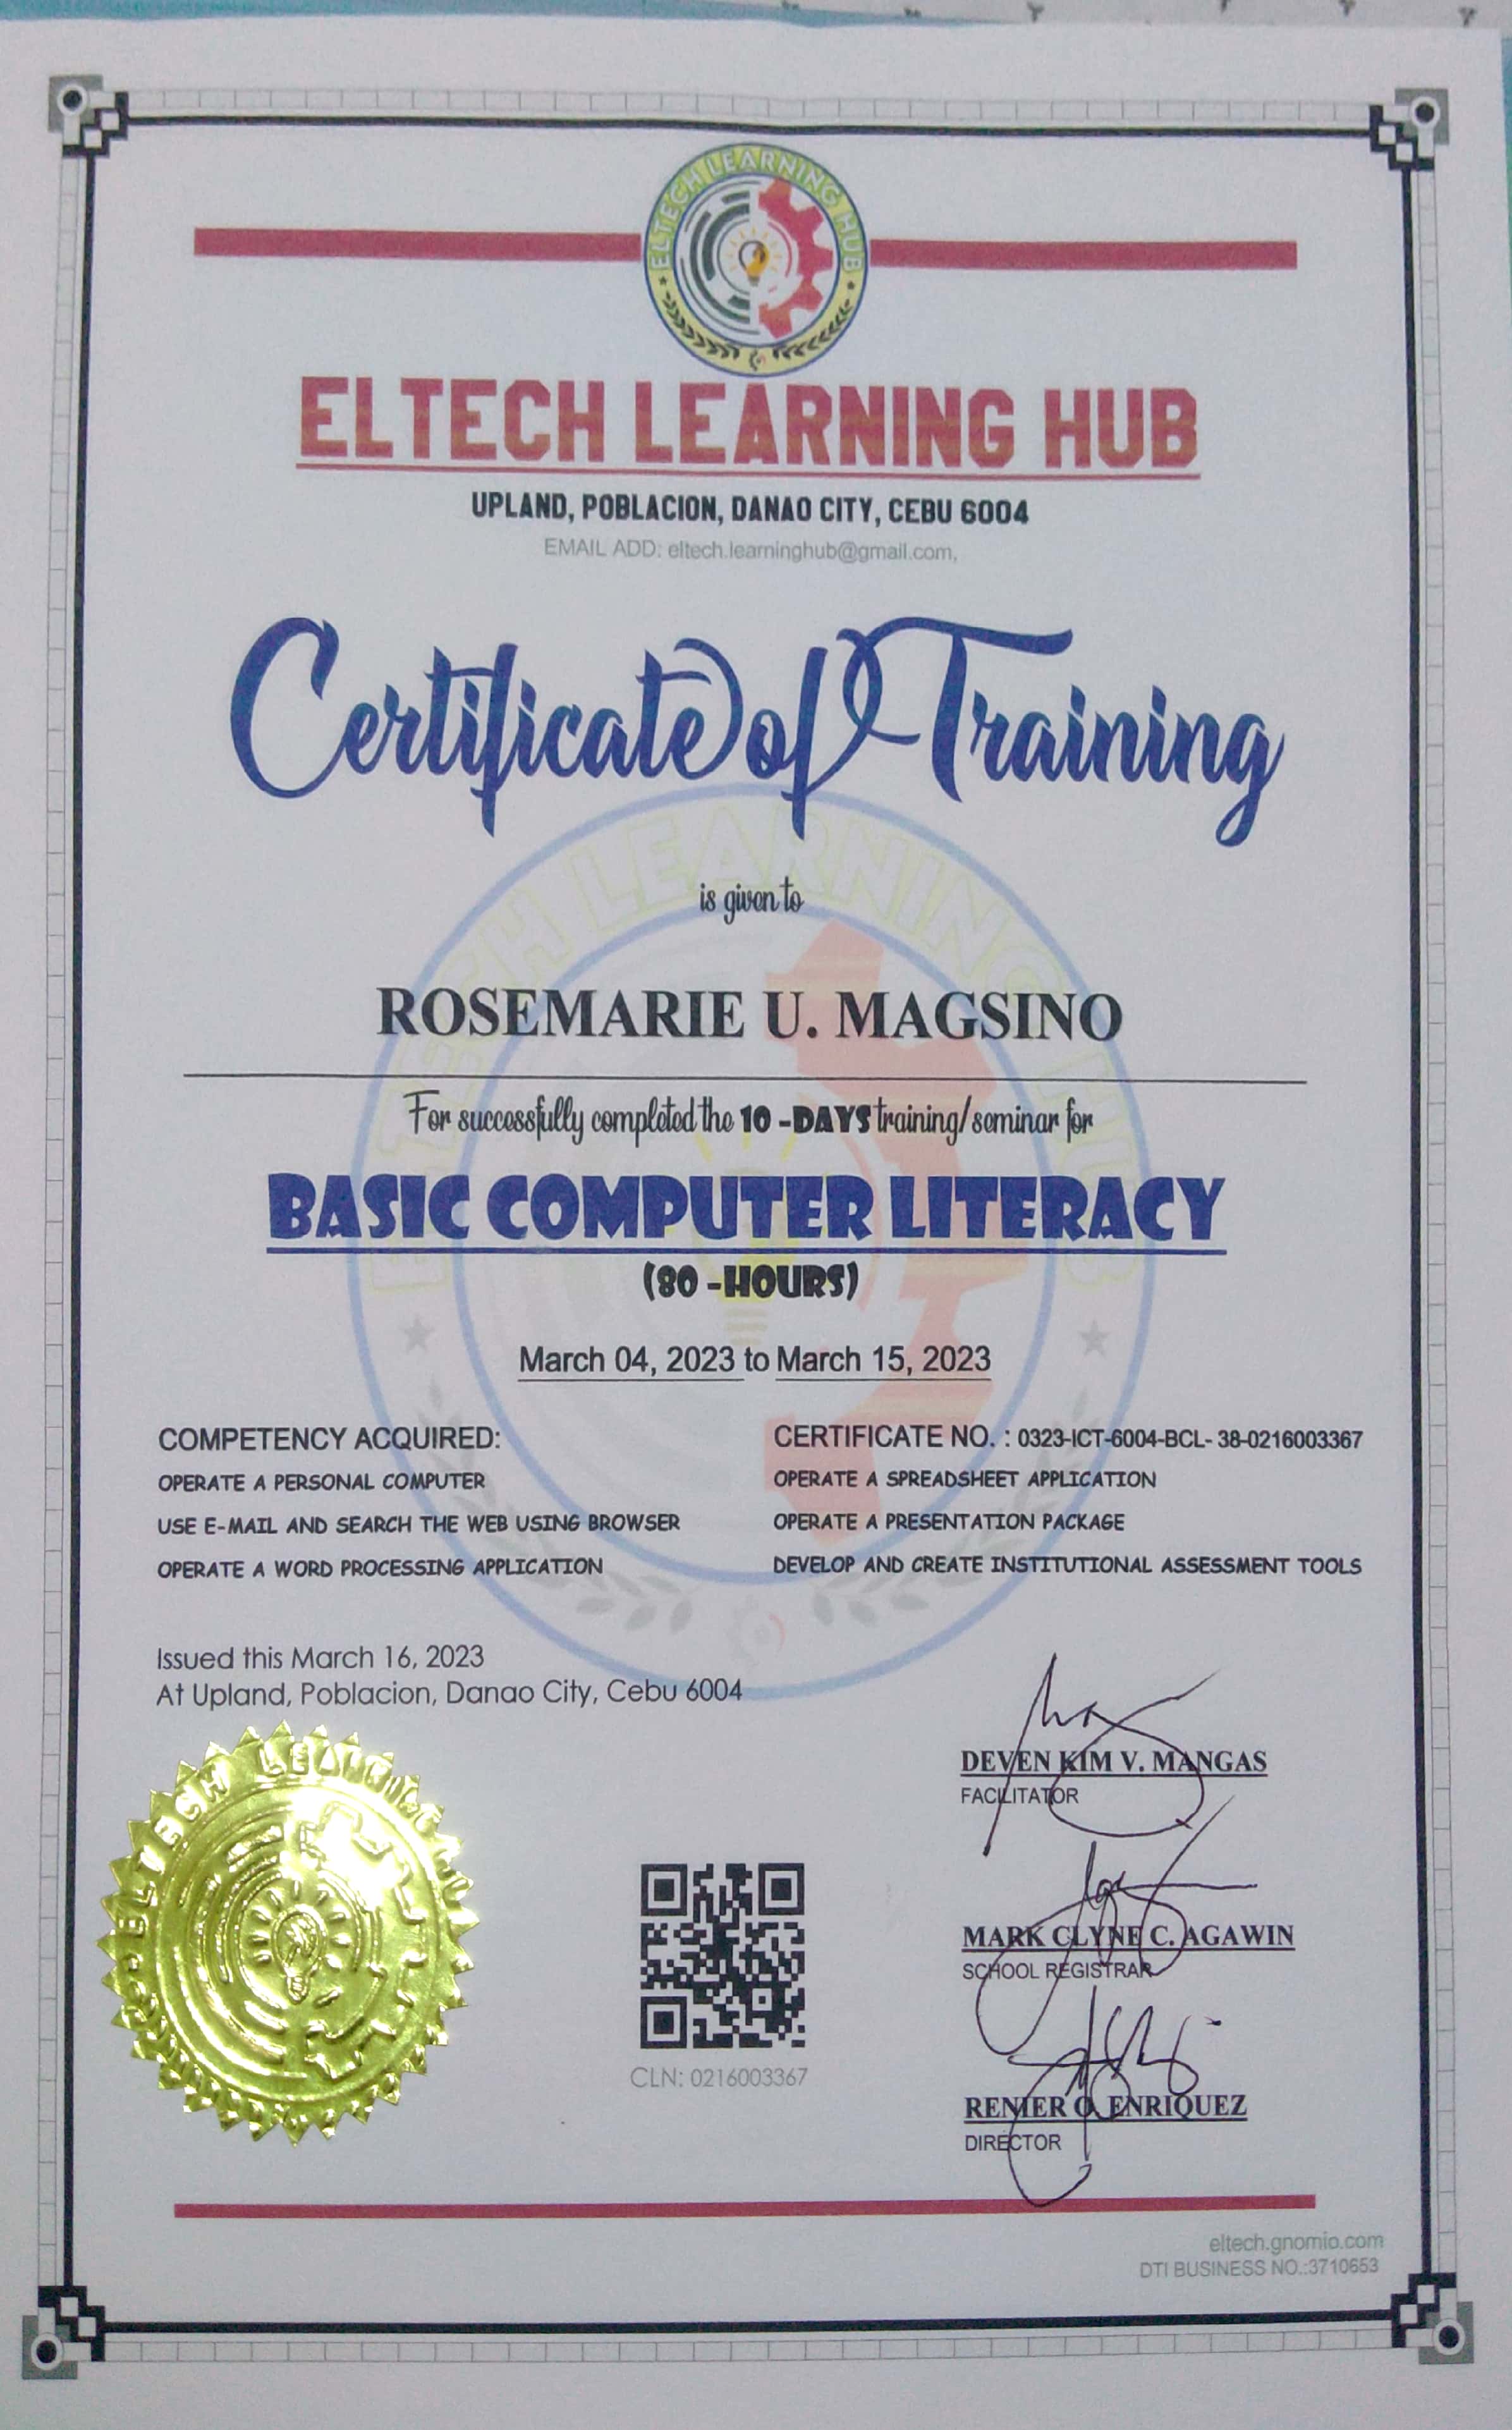 ELTECH LEARNING HUB
ELTECH LEARNING HUB
UPLAND, POBLACION, DANAO CITY, CEBU 6004
EMAIL ADD: eltech.learninghub@gmail.com,
Certificate of Training
is given to
ROSEMARIE U. MAGSINO
For successfully completed the 10 -DAYS training/seminar for
BASIC COMPUTER LITERACY
(80 -HOURS)
March 04, 2023 to March 15, 2023
COMPETENCY ACQUIRED:
OPERATE A PERSONAL COMPUTER
USE E-MAIL AND SEARCH THE WEB USING BROWSER
OPERATE A WORD PROCESSING APPLICATION
CERTIFICATE NO. : 0323-ICT-6004-BCL- 38-0216003367
OPERATE A SPREADSHEET APPLICATION
OPERATE A PRESENTATION PACKAGE
DEVELOP AND CREATE INSTITUTIONAL ASSESSMENT TOOLS
Issued this March 16, 2023
At Upland, Poblacion, Danao City, Cebu 6004
ELTECH LEARNING HUB
DEVEN KIM V. MANGAS
FACILITATOR
MARK CLYNE C. AGAWIN
SCHOOL REGISTRAR
RENIER O. ENRIQUEZ
DIRECTOR
CLN: 0216003367
eltech.gnomio.com
DTI BUSINESS NO.:3710653